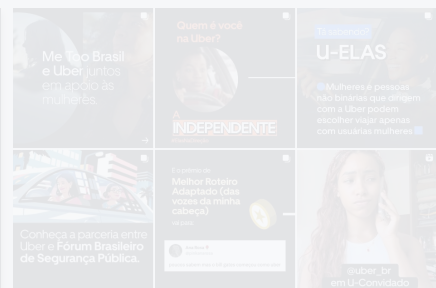 Me Too Brasil
e Uber juntos
em apoio às
mulheres.
Quem é você
na Uber?
A
INDEPENDENTE
U-ELAS
Mulheres e pessoas
não binárias que dirigem
com a Uber podem
escolher viajar apenas
com usuárias mulheres
Conheça a parceria entre
Uber e Fórum Brasileiro
de Segurança Pública.
Melhor Roteiro
Adaptado (das
vozes da minha
cabeça)
@uber_br
em U-Convidado